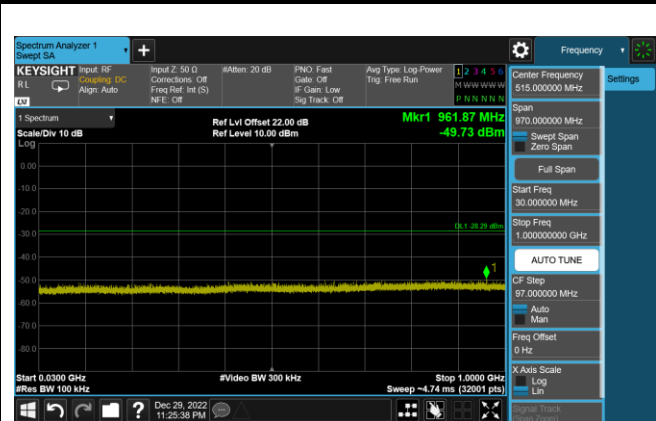 Spectrum Analyzer 1
Swept SA
+
Frequency
KEYSIGHT
RL
LXI
Input: RF
Coupling: DC
Align: Auto
Input Z: 50 Ω
Corrections: Off
Freq Ref: Int (S)
NFE: Off
#Atten: 20 dB
PNO: Fast
Gate: Off
IF Gain: Low
Sig Track: Off
Avg Type: Log-Power
Trig: Free Run
1 2 3 4 5 6
M W W W W W
P N N N N N
1 Spectrum
Scale/Div 10 dB
Log
Ref Lvl Offset 22.00 dB
Ref Level 10.00 dBm
Mkr1 961.87 MHz
-49.73 dBm
0.00
-10.0
-20.0
-30.0
-40.0
-50.0
-60.0
-70.0
-80.0
DL1 -28.29 dBm
1
Start 0.0300 GHz
#Res BW 100 kHz
#Video BW 300 kHz
Stop 1.0000 GHz
Sweep ~4.74 ms (32001 pts)
Center Frequency
515.000000 MHz
Settings
Span
970.000000 MHz
Swept Span
Zero Span
Full Span
Start Freq
30.000000 MHz
Stop Freq
1.000000000 GHz
AUTO TUNE
CF Step
97.000000 MHz
Auto
Man
Freq Offset
0 Hz
X Axis Scale
Log
Lin
Signal Track
(Span Zoom)
?
Dec 29, 2022
11:25:38 PM